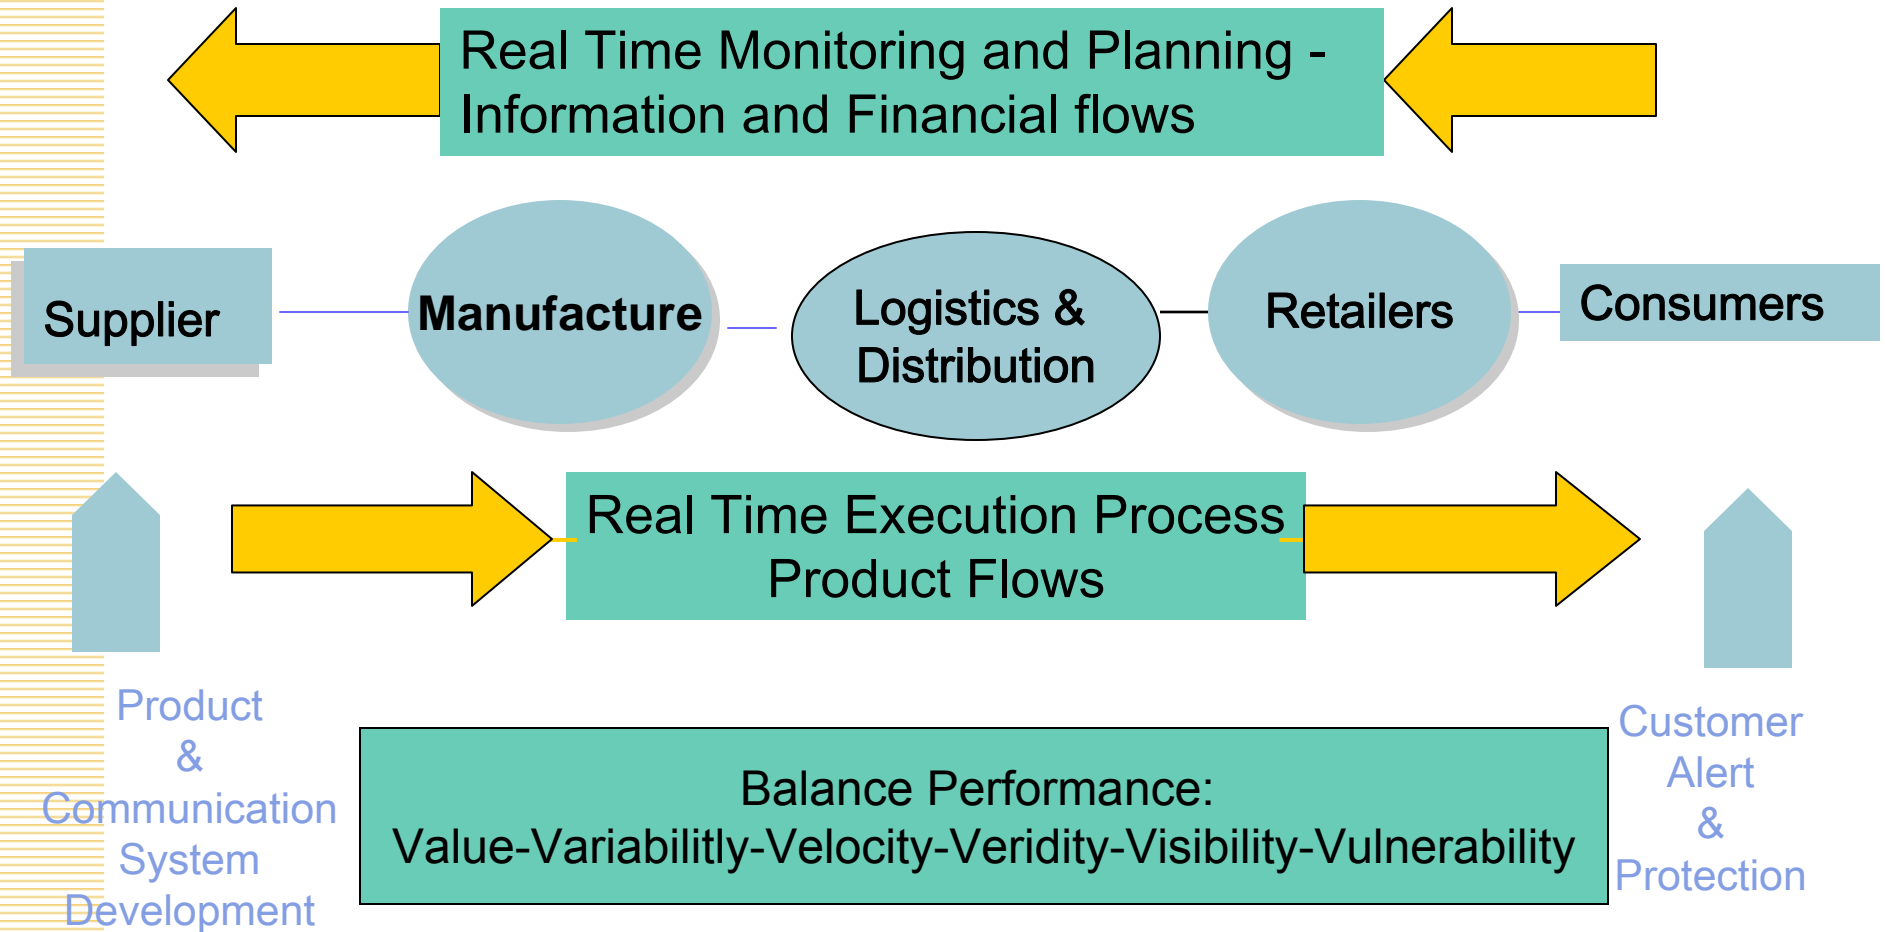 Real Time Monitoring and Planning -
Information and Financial flows
Supplier
Manufacture
Logistics &
Distribution
Retailers
Consumers
Real Time Execution Process
Product Flows
Product
&
Communication
System
Development
Balance Performance:
Value-Variabilitly-Velocity-Veridity-Visibility-Vulnerability
Customer
Alert
&
Protection